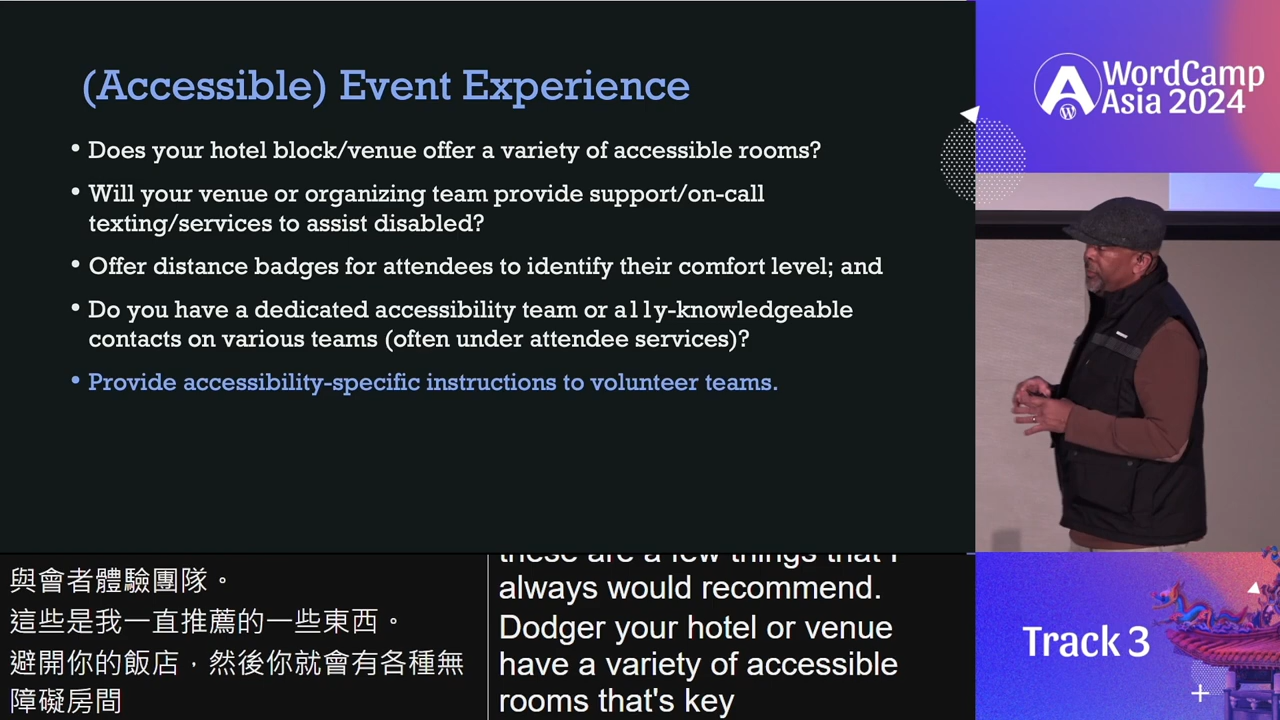 (Accessible) Event Experience
• Does your hotel block/venue offer a variety of accessible rooms?
• Will your venue or organizing team provide support/on-call
texting/services to assist disabled?
• Offer distance badges for attendees to identify their comfort level; and
• Do you have a dedicated accessibility team or a11y-knowledgeable
contacts on various teams (often under attendee services)?
• Provide accessibility-specific instructions to volunteer teams.
WordCamp
Asia 2024
與會者體驗團隊。
這些是我一直推薦的一些東西。
避開你的飯店，然後你就會有各種無
障礙房間
these are a few things that I
always would recommend.
Dodger your hotel or venue
have a variety of accessible
rooms that's key
Track 3